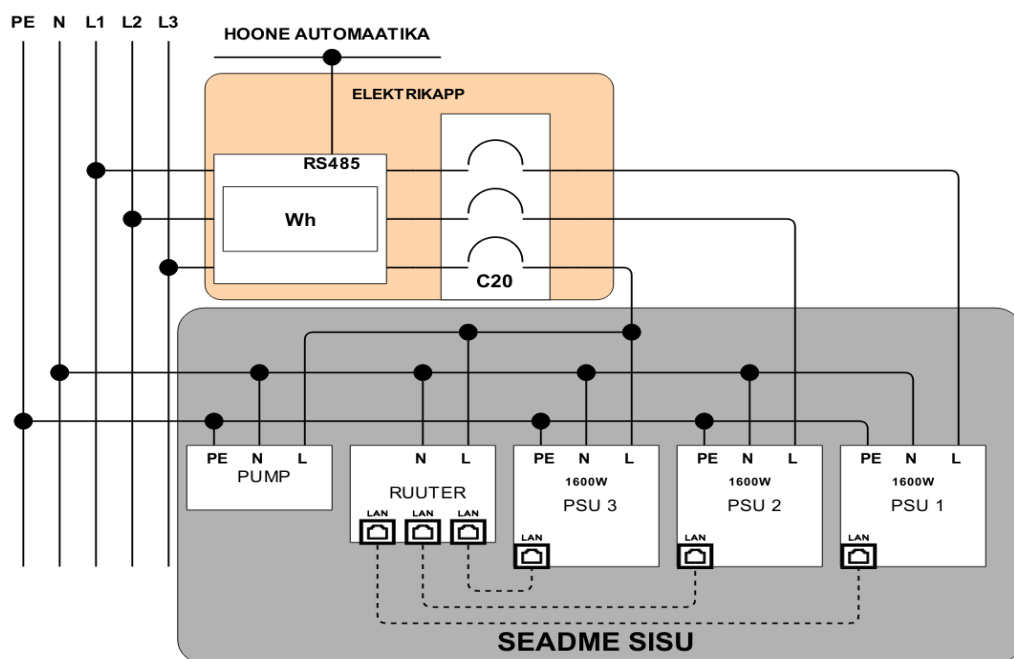 PE N L1 L2 L3
HOONE AUTOMAATIKA
ELEKTRIKAPP
RS485
Wh
C20
PE N L
PUMP
N L
RUUTER
LAN LAN LAN
PE N L
1600W
PSU 3
LAN
PE N L
1600W
PSU 2
LAN
PE N L
1600W
PSU 1
LAN
SEADME SISU